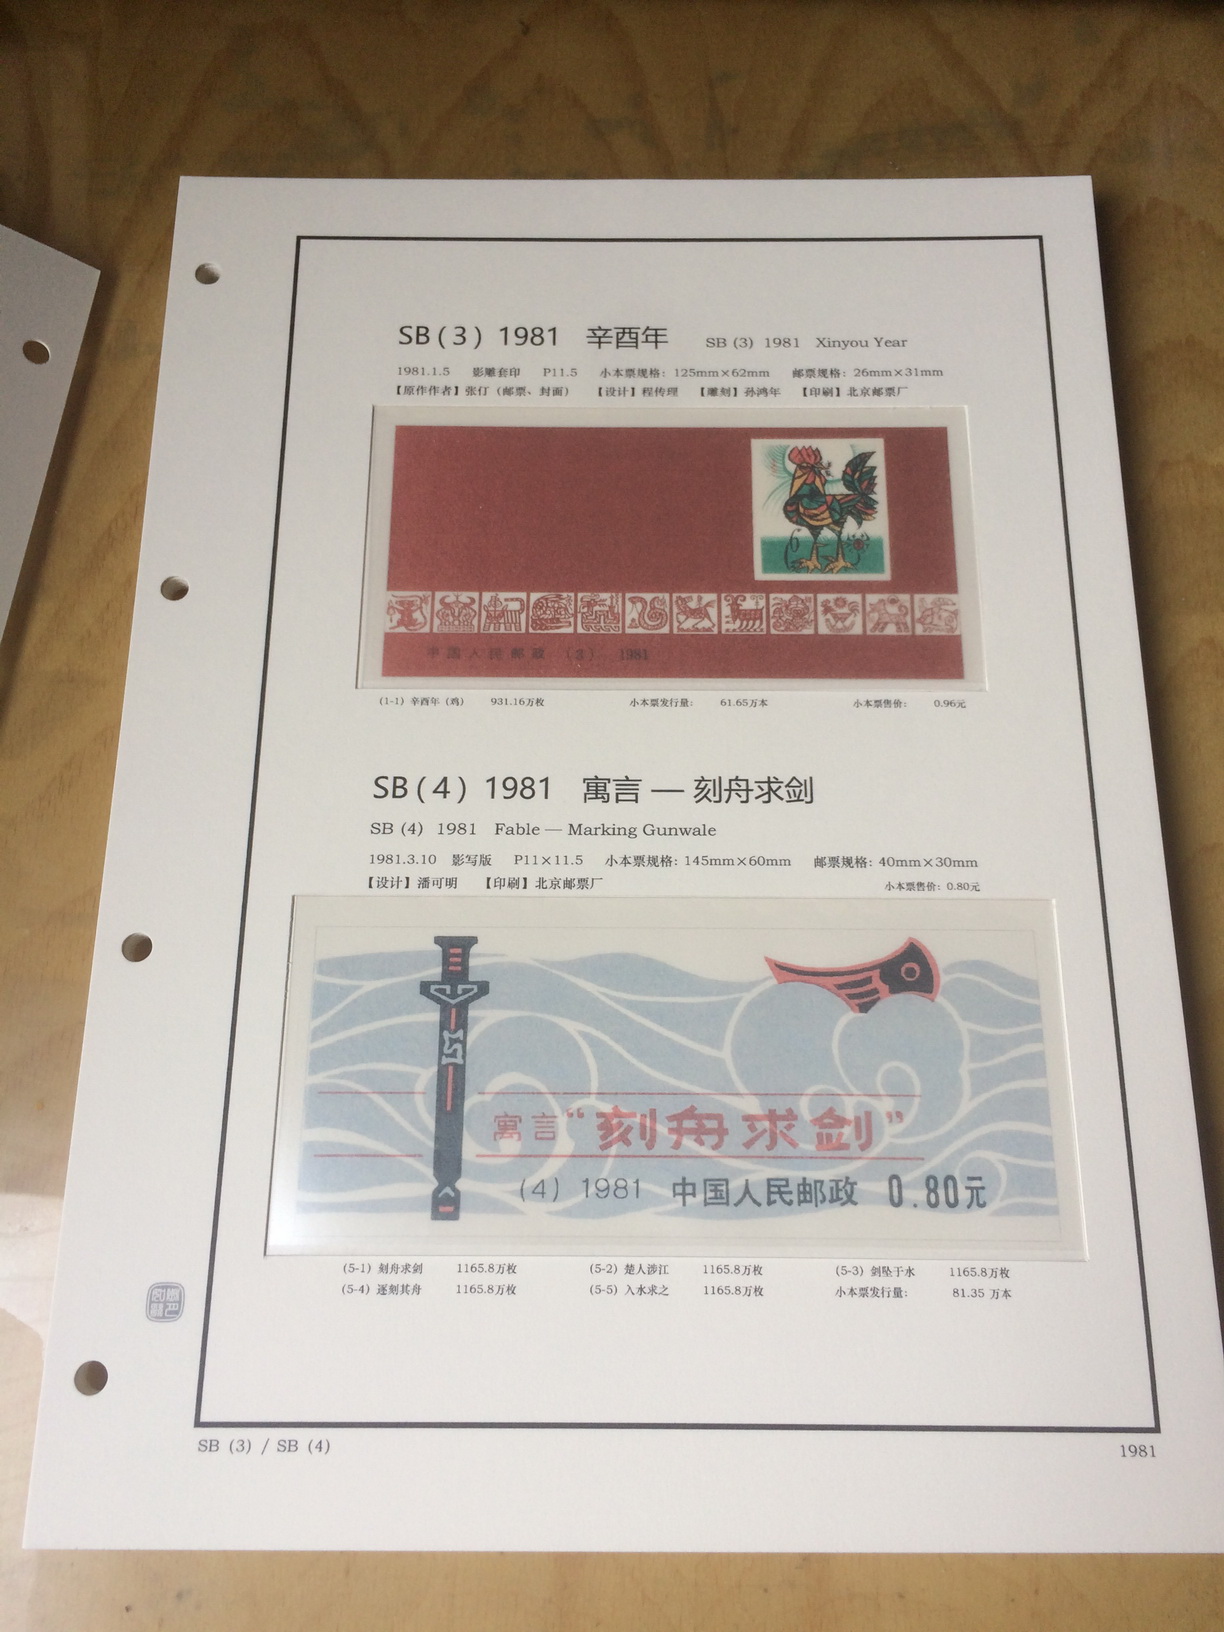 SB(3) 1981 辛酉年 SB (3) 1981 Xinyou Year
1981.1.5 影雕套印 P11.5 小本票规格：125mm×62mm 邮票规格：26mm×31mm
【原作作者】张仃（邮票、封面） 【设计】程传理 【雕刻】孙鸿年 【印刷】北京邮票厂
中国人民邮政 (3) 1981
(1-1) 辛酉年（鸡） 931.16万枚 小本票发行量： 61.65万本 小本票售价： 0.96元
SB(4) 1981 寓言 — 刻舟求剑
SB (4) 1981 Fable — Marking Gunwale
1981.3.10 影写版 P11×11.5 小本票规格：145mm×60mm 邮票规格：40mm×30mm
【设计】潘可明 【印刷】北京邮票厂 小本票售价：0.80元
寓言“刻舟求剑”
(4) 1981 中国人民邮政 0.80元
(5-1) 刻舟求剑 1165.8万枚 (5-2) 楚人涉江 1165.8万枚 (5-3) 剑坠于水 1165.8万枚
(5-4) 逐刻其舟 1165.8万枚 (5-5) 入水求之 1165.8万枚 小本票发行量： 81.35 万本
SB (3) / SB (4) 1981